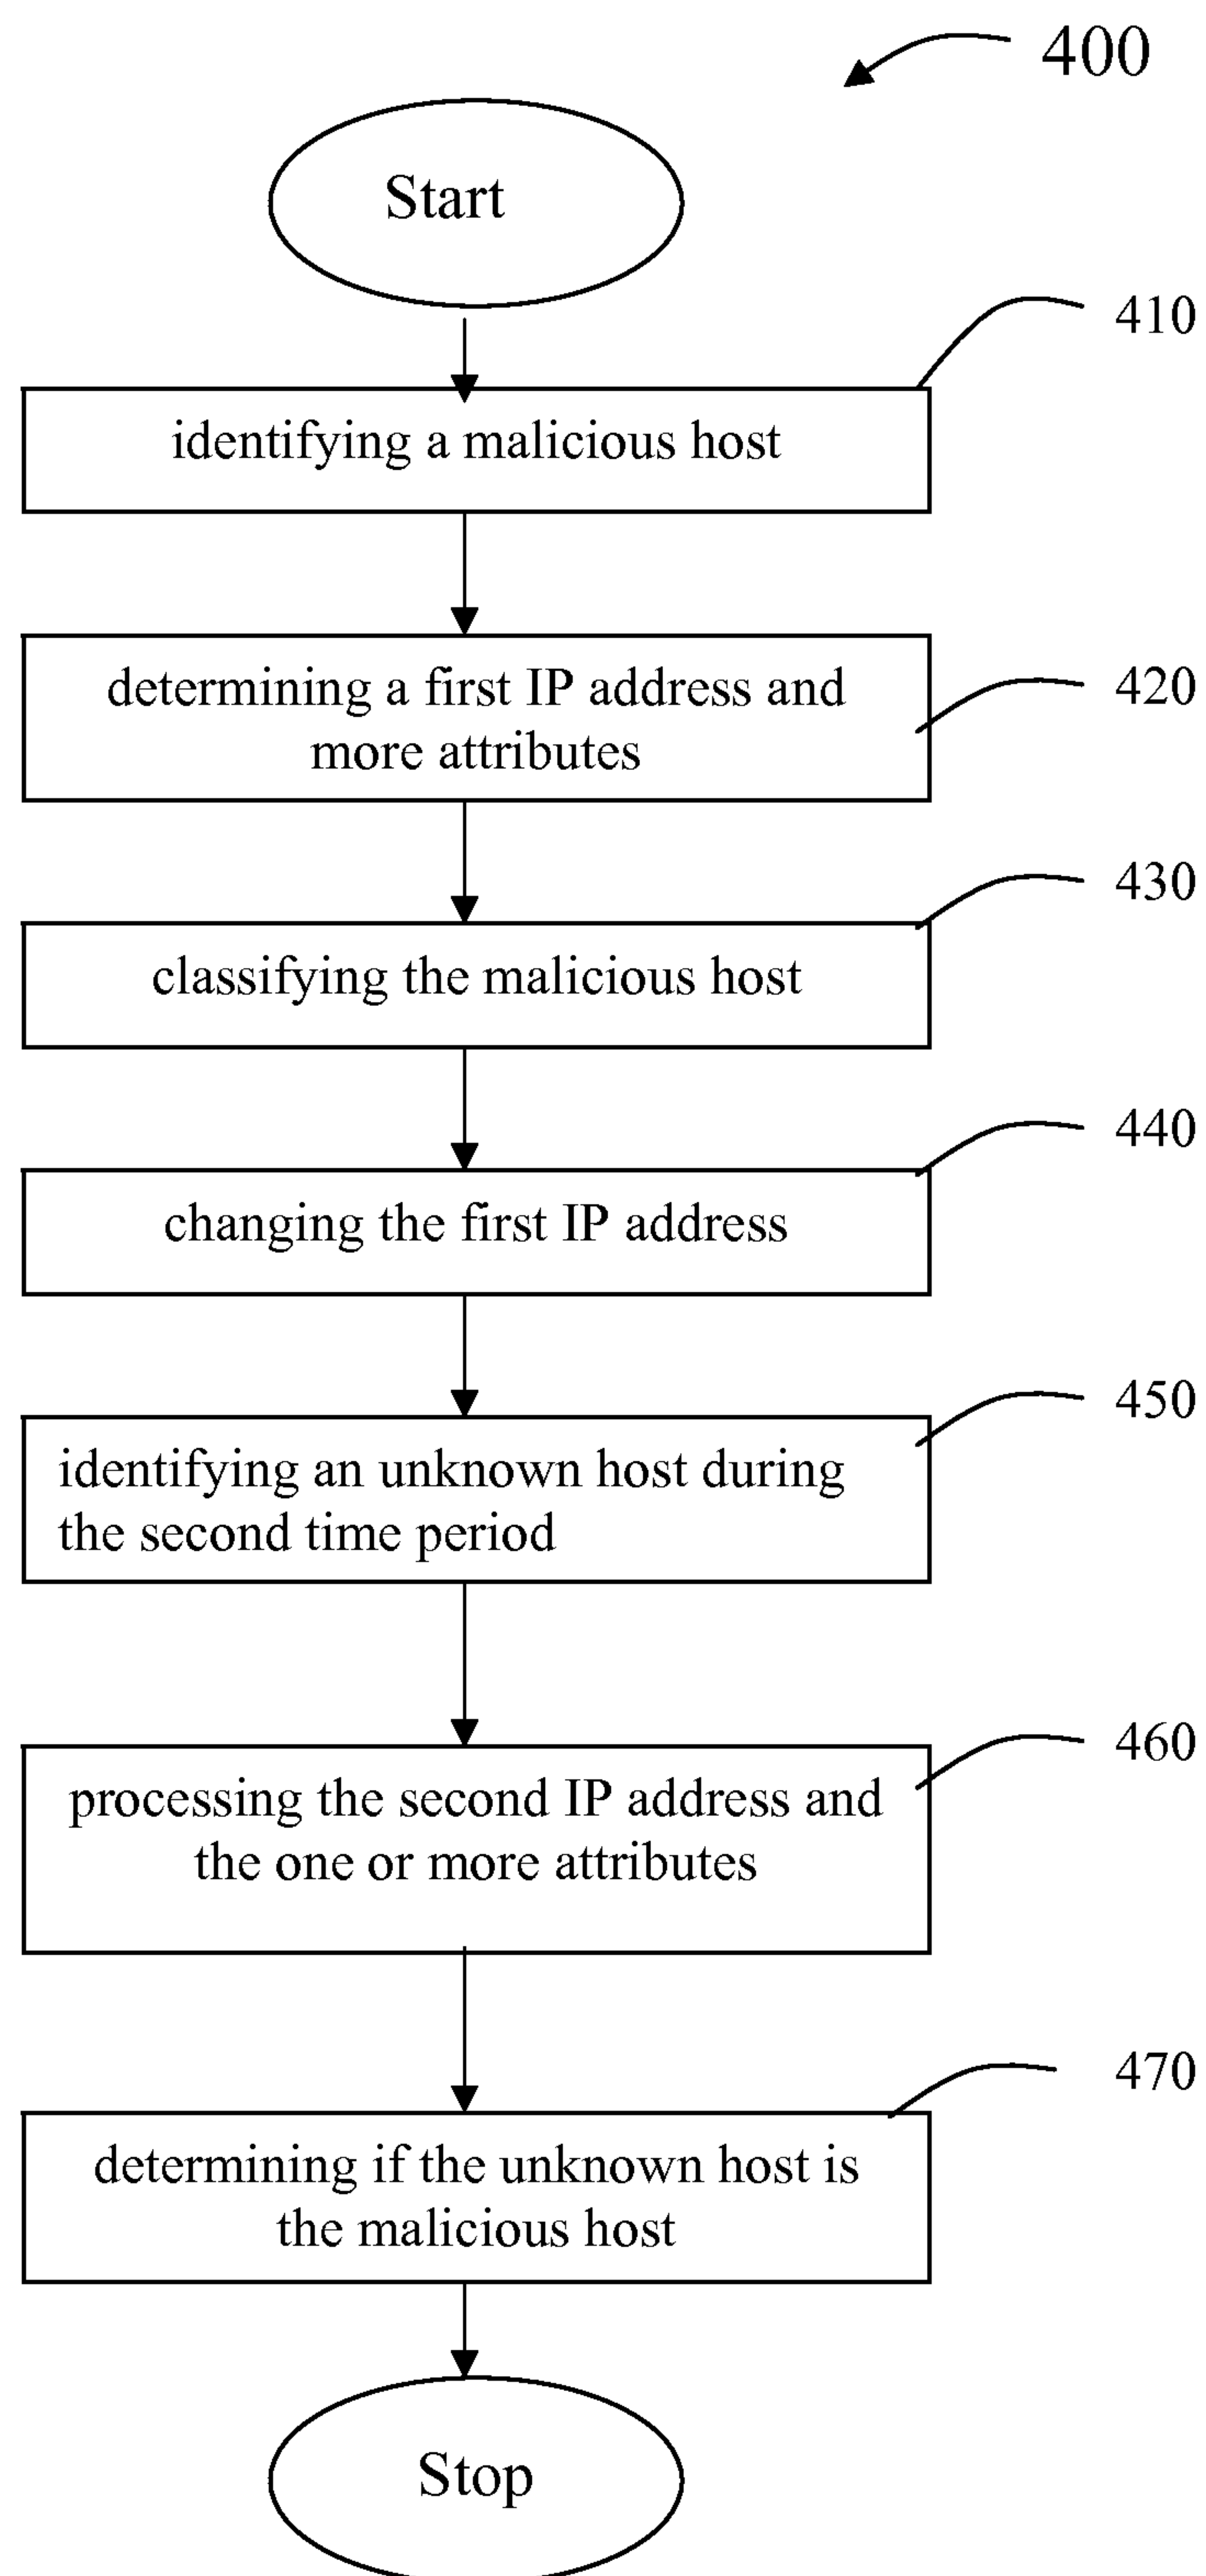 400
Start
410
identifying a malicious host
420
determining a first IP address and
more attributes
430
classifying the malicious host
440
changing the first IP address
450
identifying an unknown host during
the second time period
460
processing the second IP address and
the one or more attributes
470
determining if the unknown host is
the malicious host
Stop